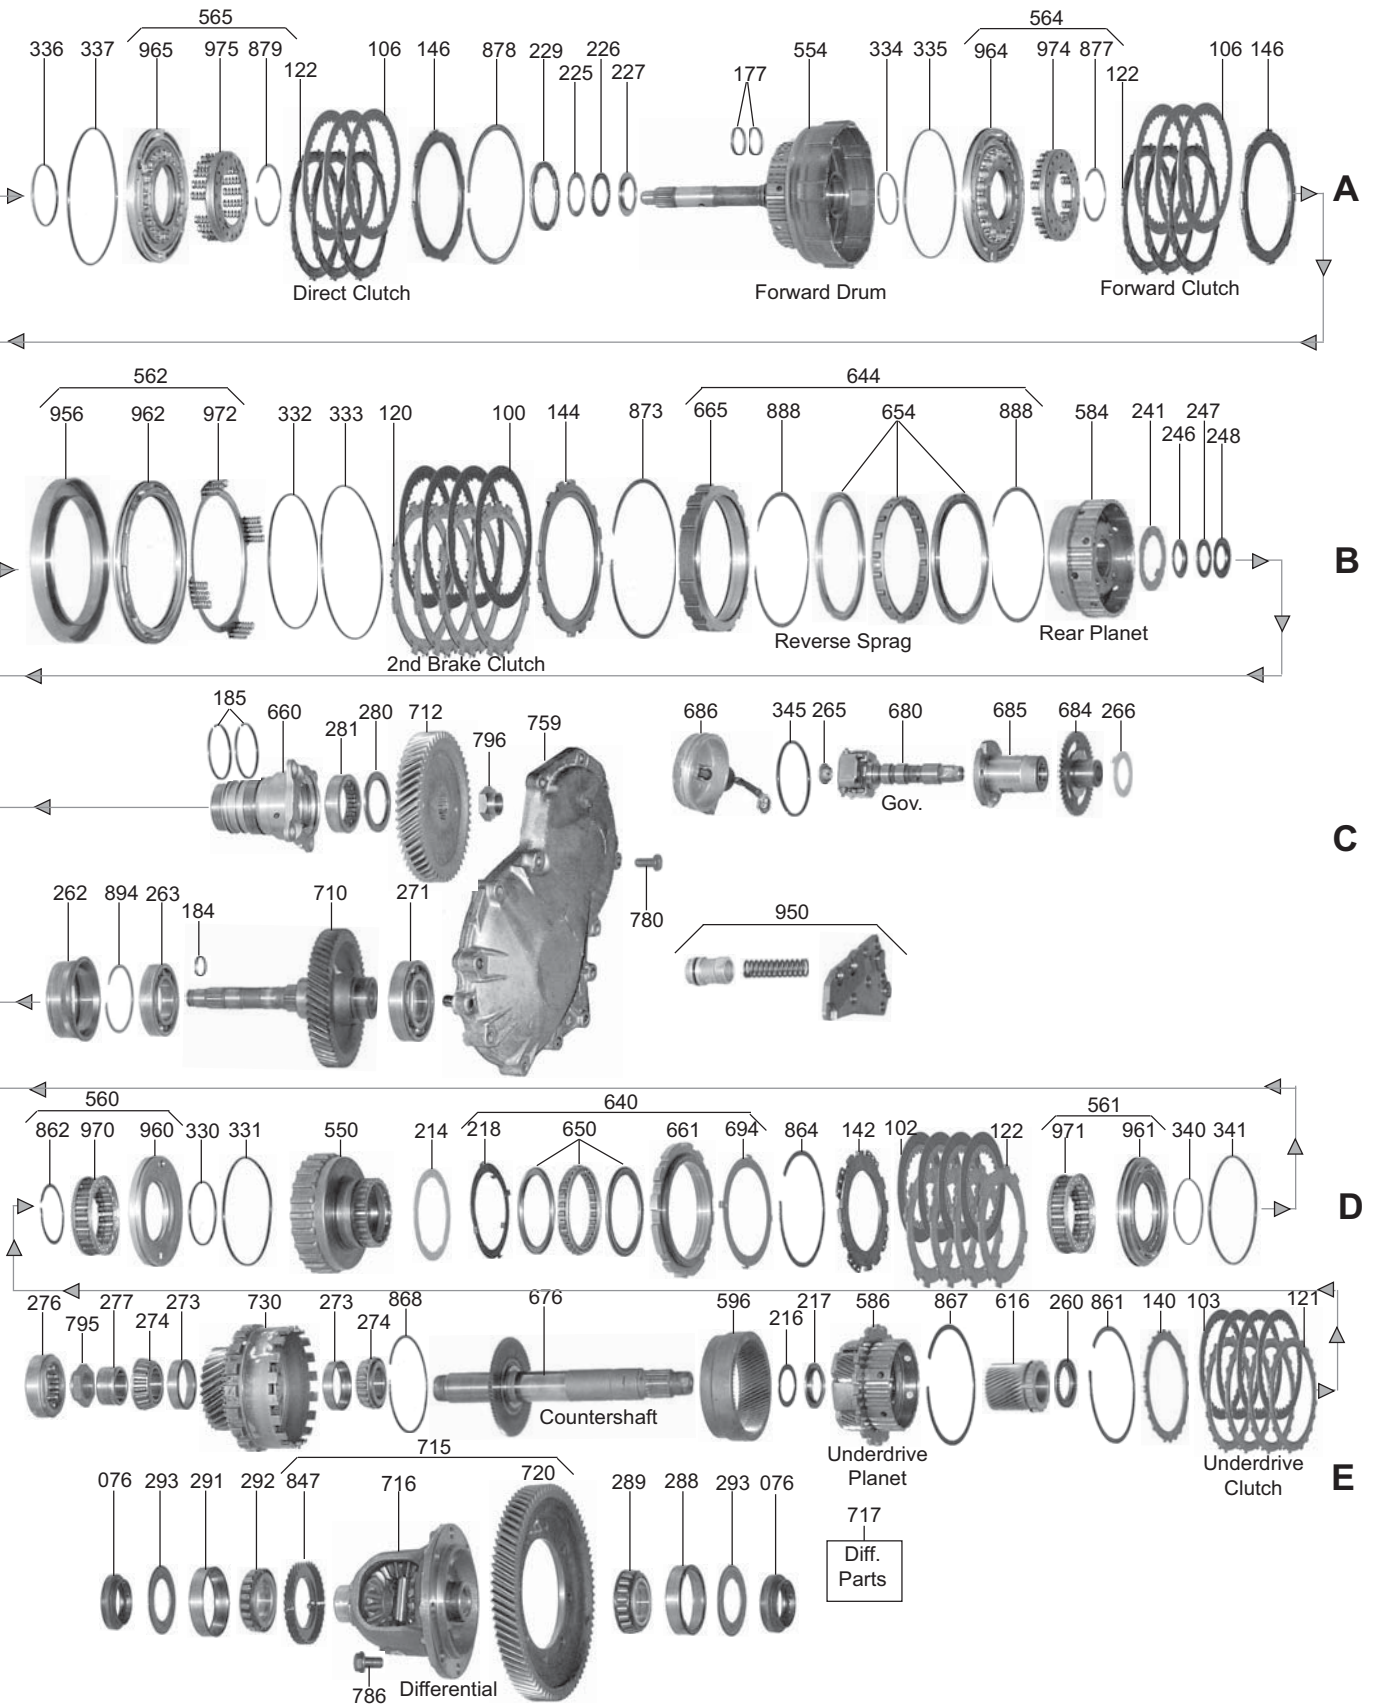 565 564
336 337 965 975 879 106 146 878 229 226 554 334 335 964 974 877 106 146
122 225 227 177 122
A
Direct Clutch Forward Drum Forward Clutch
562 644
956 962 972 332 333 120 100 144 873 665 888 654 888 584 241 247
246 248
B
2nd Brake Clutch Reverse Sprag Rear Planet
185 660 281 280 712 796 759 686 345 265 680 685 684 266
Gov.
C
262 894 263 184 710 271 780 950
560 640 561
862 970 960 330 331 550 214 218 650 661 694 864 142 102 122 971 961 340 341
D
276 795 277 274 273 730 273 274 868 676 596 216 217 586 867 616 260 861 140 103 121
Countershaft
Underdrive
Planet
Underdrive
Clutch
E
715
076 293 291 292 847 716 720 289 288 293 076
717
Diff.
Parts
786 Differential